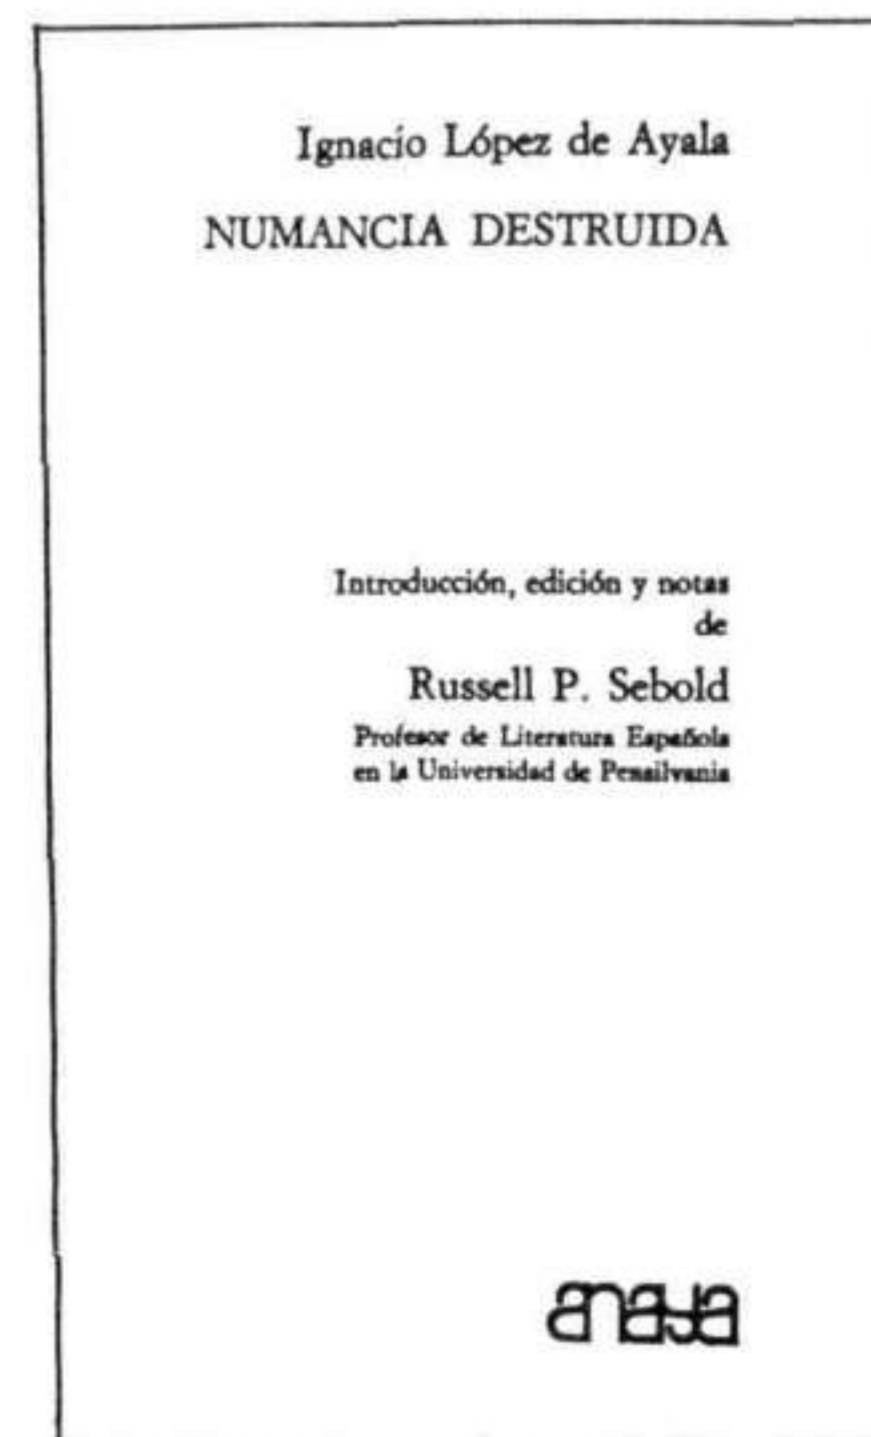 Ignacio López de Ayala
NUMANCIA DESTRUIDA
Introducción, edición y notas
de
Russell P. Sebold
Profesor de Literatura Española
en la Universidad de Pensilvania
anaya